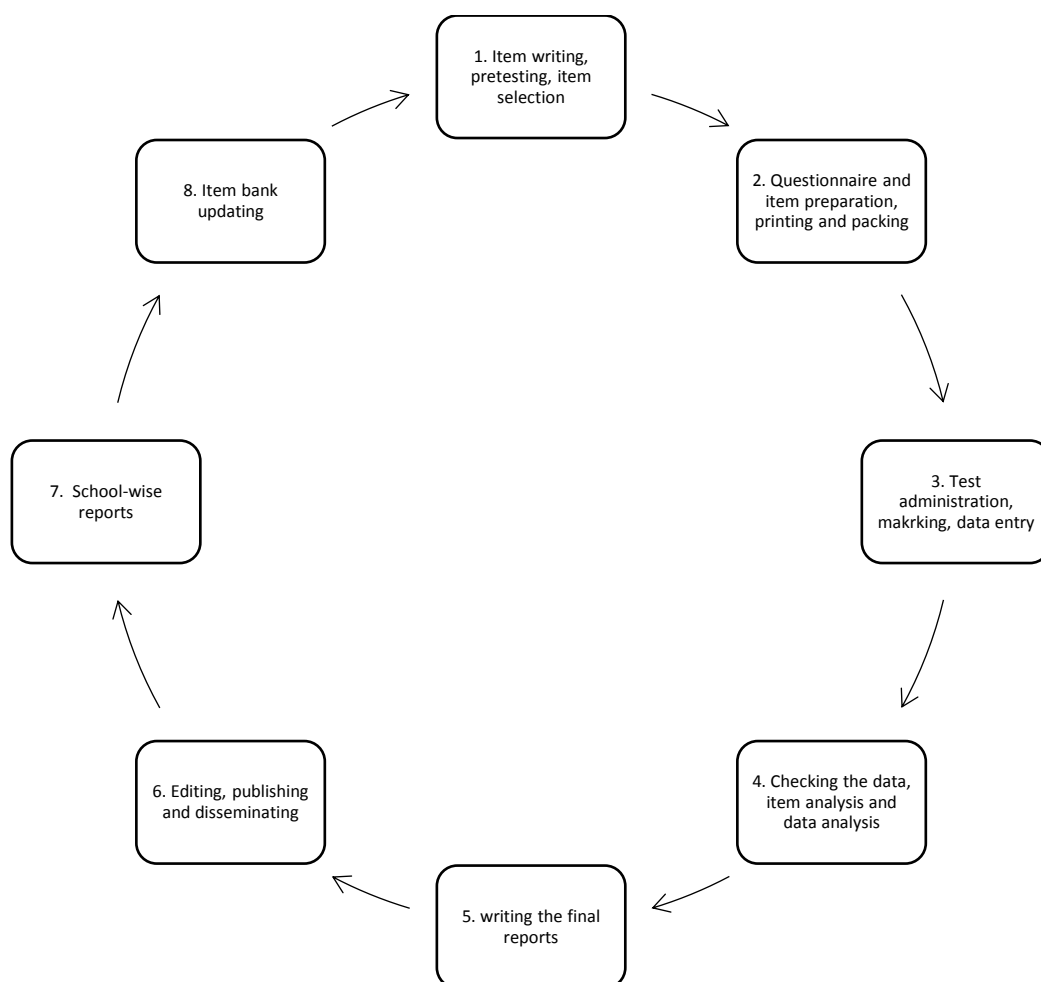 1. Item writing,
pretesting, item
selection
2. Questionnaire and
item preparation,
printing and packing
3. Test
administration,
makrking, data entry
4. Checking the data,
item analysis and
data analysis
5. writing the final
reports
6. Editing, publishing
and disseminating
7.  School-wise
reports
8. Item bank
updating